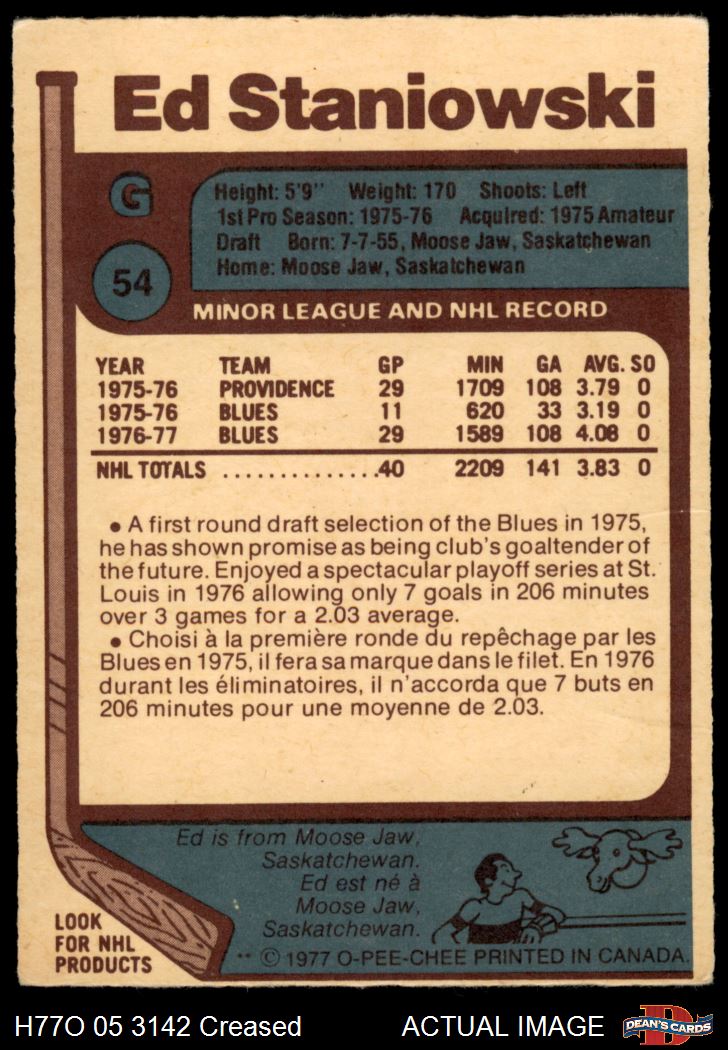 Ed Staniowski
G
Height: 5'9" Weight: 170 Shoots: Left
1st Pro Season: 1975-76 Acquired: 1975 Amateur
Draft Born: 7-7-55, Moose Jaw, Saskatchewan
Home: Moose Jaw, Saskatchewan
54
MINOR LEAGUE AND NHL RECORD
YEAR TEAM GP MIN GA AVG. SO
1975-76 PROVIDENCE 29 1709 108 3.79 0
1975-76 BLUES 11 620 33 3.19 0
1976-77 BLUES 29 1589 108 4.08 0
NHL TOTALS ..............40 2209 141 3.83 0
• A first round draft selection of the Blues in 1975,
he has shown promise as being club's goaltender of
the future. Enjoyed a spectacular playoff series at St.
Louis in 1976 allowing only 7 goals in 206 minutes
over 3 games for a 2.03 average.
• Choisi à la première ronde du repêchage par les
Blues en 1975, il fera sa marque dans le filet. En 1976
durant les éliminatoires, il n'accorda que 7 buts en
206 minutes pour une moyenne de 2.03.
Ed is from Moose Jaw,
Saskatchewan.
Ed est né à
Moose Jaw,
Saskatchewan.
LOOK
FOR NHL
PRODUCTS
** © 1977 O-PEE-CHEE PRINTED IN CANADA.
H77O 05 3142 Creased ACTUAL IMAGE
D
DEAN'S CARDS